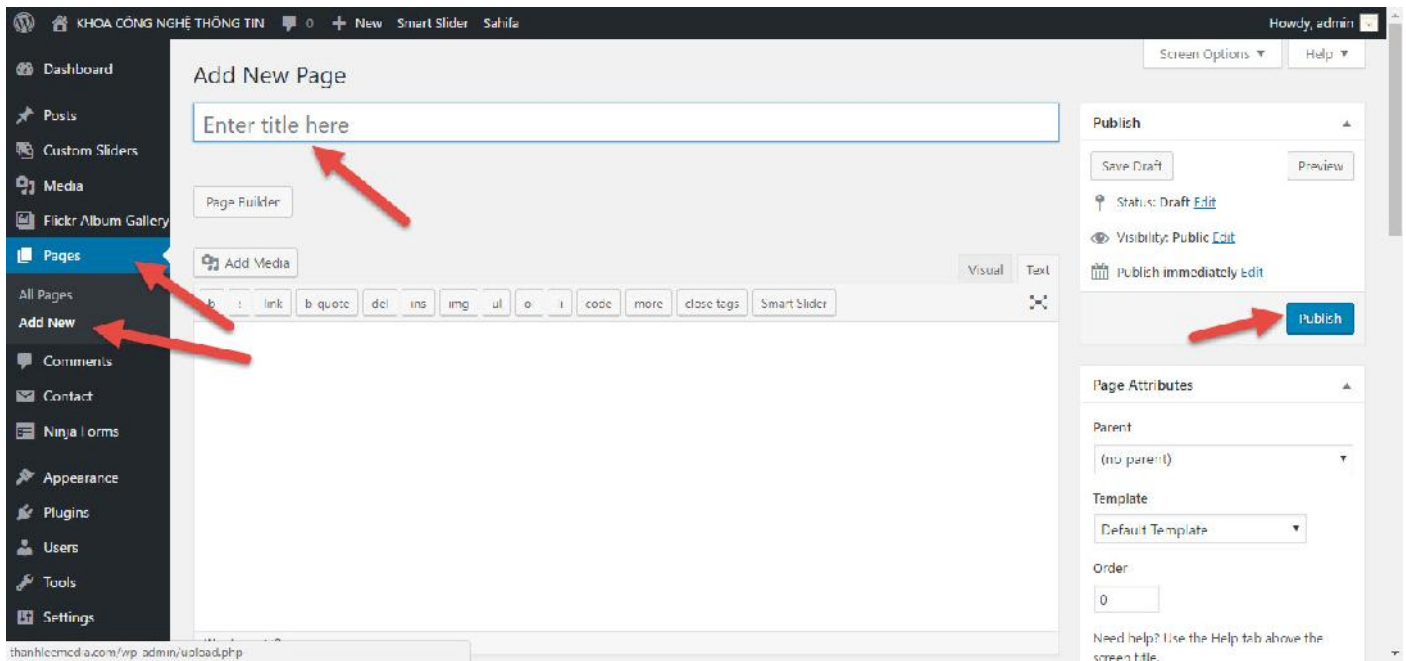 KHOA CÔNG NGHỆ THÔNG TIN 0 New Smart Slider Sahifa Howdy, admin
Screen Options Help
Dashboard
Posts
Custom Sliders
Media
Flickr Album Gallery
Pages
All Pages
Add New
Comments
Contact
Ninja Forms
Appearance
Plugins
Users
Tools
Settings
Add New Page
Enter title here
Page Builder
Add Media
Visual Text
b link b-quote del ins img ul code more close tags Smart Slider
Publish
Save Draft Preview
Status: Draft Edit
Visibility: Public Edit
Publish immediately Edit
Publish
Page Attributes
Parent
(no parent)
Template
Default Template
Order
0
Need help? Use the Help tab above the
screen title.
thanhleemedia.com/wp-admin/upload.php